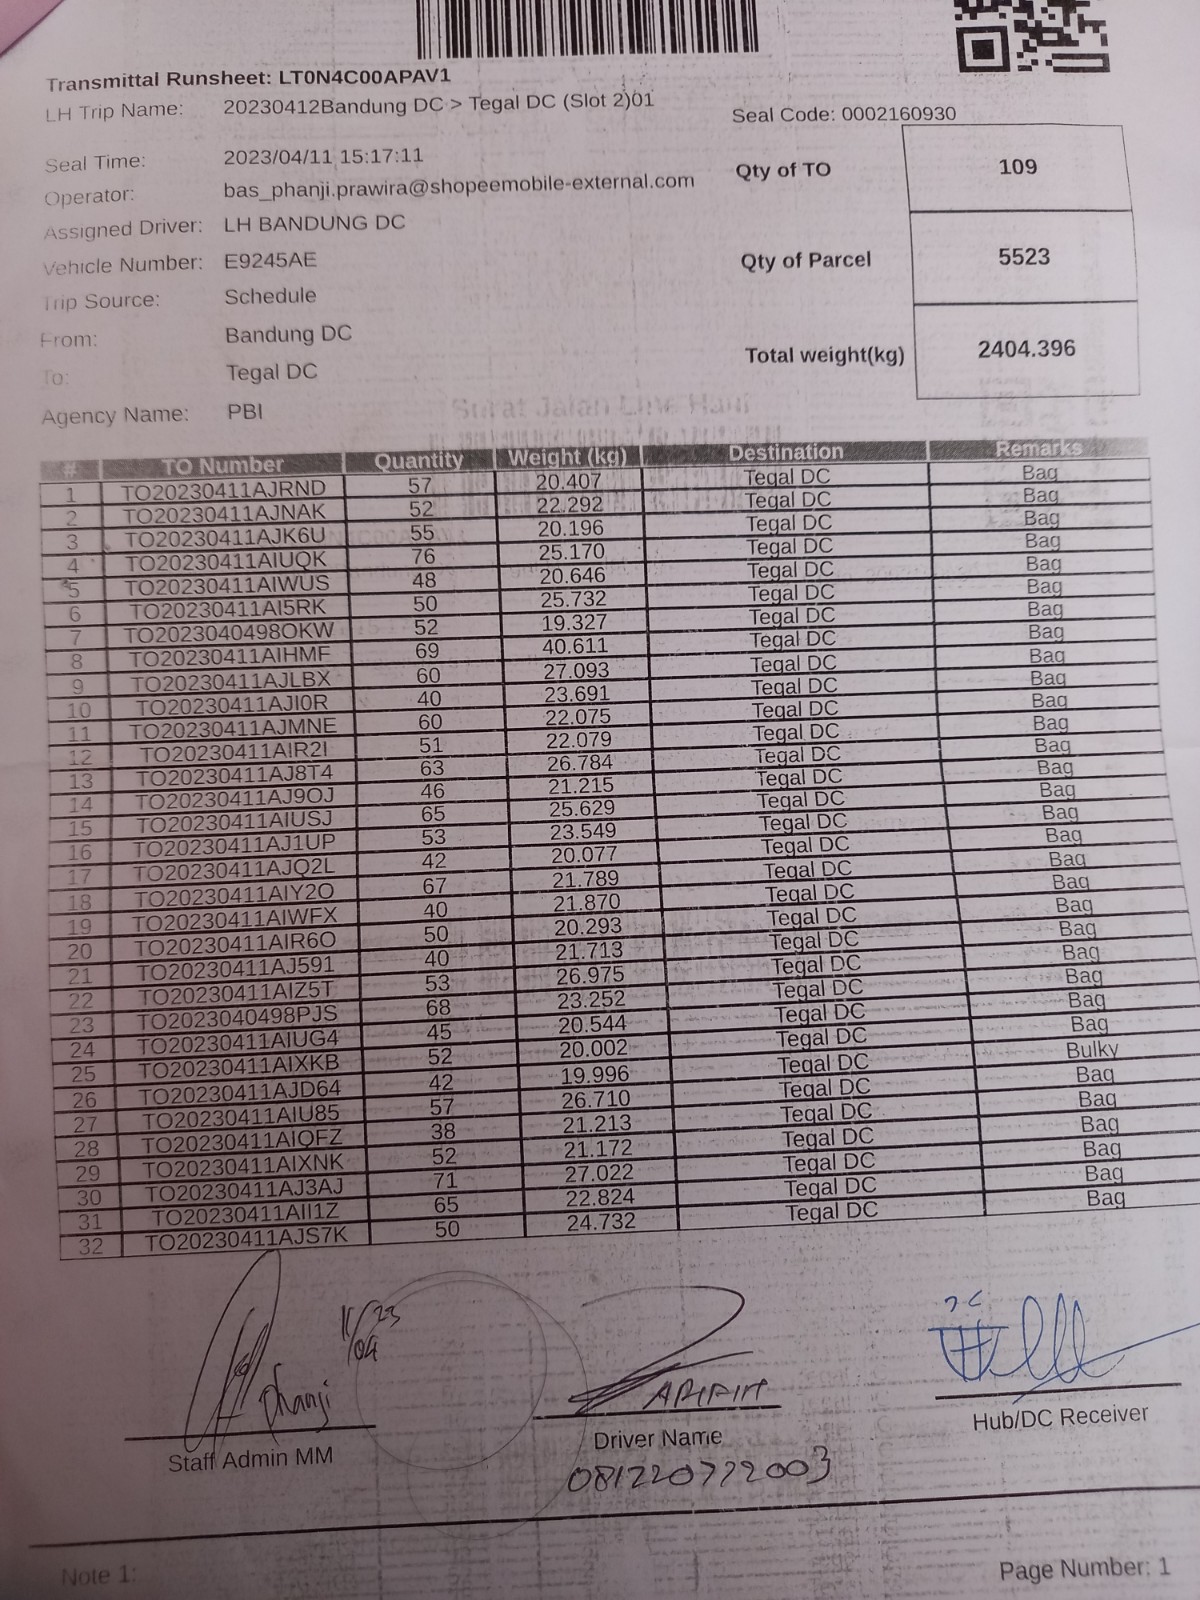 Transmittal Runsheet: LT0N4C00APAV1
LH Trip Name: 20230412Bandung DC > Tegal DC (Slot 2)01
Seal Code: 0002160930
Seal Time: 2023/04/11 15:17:11
Qty of TO 109
Operator: bas_phanji.prawira@shopeemobile-external.com
Assigned Driver: LH BANDUNG DC
Vehicle Number: E9245AE
Qty of Parcel 5523
Trip Source: Schedule
From: Bandung DC
Total weight(kg) 2404.396
To: Tegal DC
Agency Name: PBI
Surat Jalan Line Haul
# TO Number Quantity Weight (kg) Destination Remarks
1 TO20230411AJRND 57 20.407 Tegal DC Bag
2 TO20230411AJNAK 52 22.292 Tegal DC Bag
3 TO20230411AJK6U 55 20.196 Tegal DC Bag
4 TO20230411AIUQK 76 25.170 Tegal DC Bag
5 TO20230411AIWUS 48 20.646 Tegal DC Bag
6 TO20230411AI5RK 50 25.732 Tegal DC Bag
7 TO2023040498OKW 52 19.327 Tegal DC Bag
8 TO20230411AIHMF 69 40.611 Tegal DC Bag
9 TO20230411AJLBX 60 27.093 Tegal DC Bag
10 TO20230411AJI0R 40 23.691 Tegal DC Bag
11 TO20230411AJMNE 60 22.075 Tegal DC Bag
12 TO20230411AIR2I 51 22.079 Tegal DC Bag
13 TO20230411AJ8T4 63 26.784 Tegal DC Bag
14 TO20230411AJ9OJ 46 21.215 Tegal DC Bag
15 TO20230411AIUSJ 65 25.629 Tegal DC Bag
16 TO20230411AJ1UP 53 23.549 Tegal DC Bag
17 TO20230411AJQ2L 42 20.077 Tegal DC Bag
18 TO20230411AIY2O 67 21.789 Tegal DC Bag
19 TO20230411AIWFX 40 21.870 Tegal DC Bag
20 TO20230411AIR6O 50 20.293 Tegal DC Bag
21 TO20230411AJ591 40 21.713 Tegal DC Bag
22 TO20230411AIZ5T 53 26.975 Tegal DC Bag
23 TO2023040498PJS 68 23.252 Tegal DC Bag
24 TO20230411AIUG4 45 20.544 Tegal DC Bag
25 TO20230411AIXKB 52 20.002 Tegal DC Bag
26 TO20230411AJD64 42 19.996 Tegal DC Bulky
27 TO20230411AIU85 57 26.710 Tegal DC Bag
28 TO20230411AIQFZ 38 21.213 Tegal DC Bag
29 TO20230411AIXNK 52 21.172 Tegal DC Bag
30 TO20230411AJ3AJ 71 27.022 Tegal DC Bag
31 TO20230411AII1Z 65 22.824 Tegal DC Bag
32 TO20230411AJS7K 50 24.732 Tegal DC Bag
11/23
/04
phanji
ARIFIN
Staff Admin MM
Driver Name
Hub/DC Receiver
081220722003
Note 1:
Page Number: 1